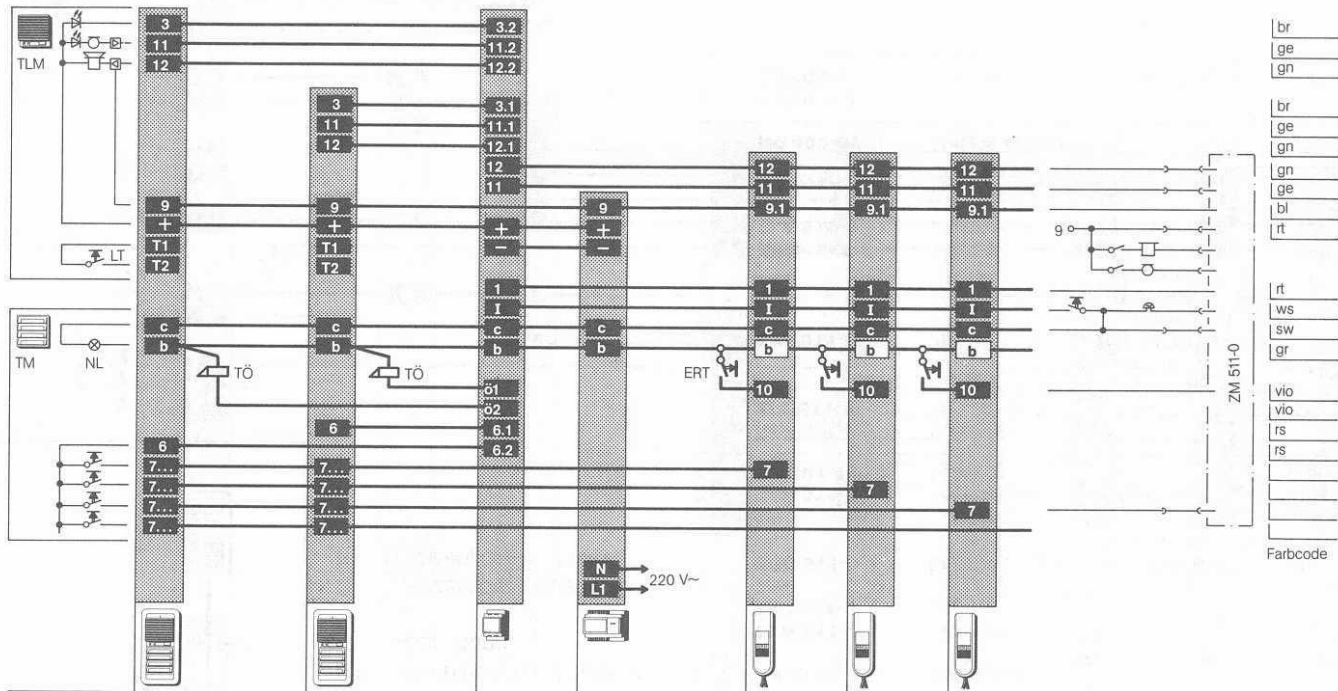 TLM
LT
TM
NL
3
11
12
9
+
T1
T2
c
b
6
7...
7...
7...
7...
TÖ
3
11
12
9
+
T1
T2
c
b
6
7...
7...
7...
7...
TÖ
3.2
11.2
12.2
3.1
11.1
12.1
12
11
+
−
1
I
c
b
ö1
ö2
6.1
6.2
9
+
−
c
b
N
L1
220 V~
ERT
12
11
9.1
1
I
c
b
10
7
12
11
9.1
1
I
c
b
10
7
12
11
9.1
1
I
c
b
10
7
9
ZM 511-0
br
ge
gn
br
ge
gn
gn
ge
bl
rt
rt
ws
sw
gr
vio
vio
rs
rs
Farbcode